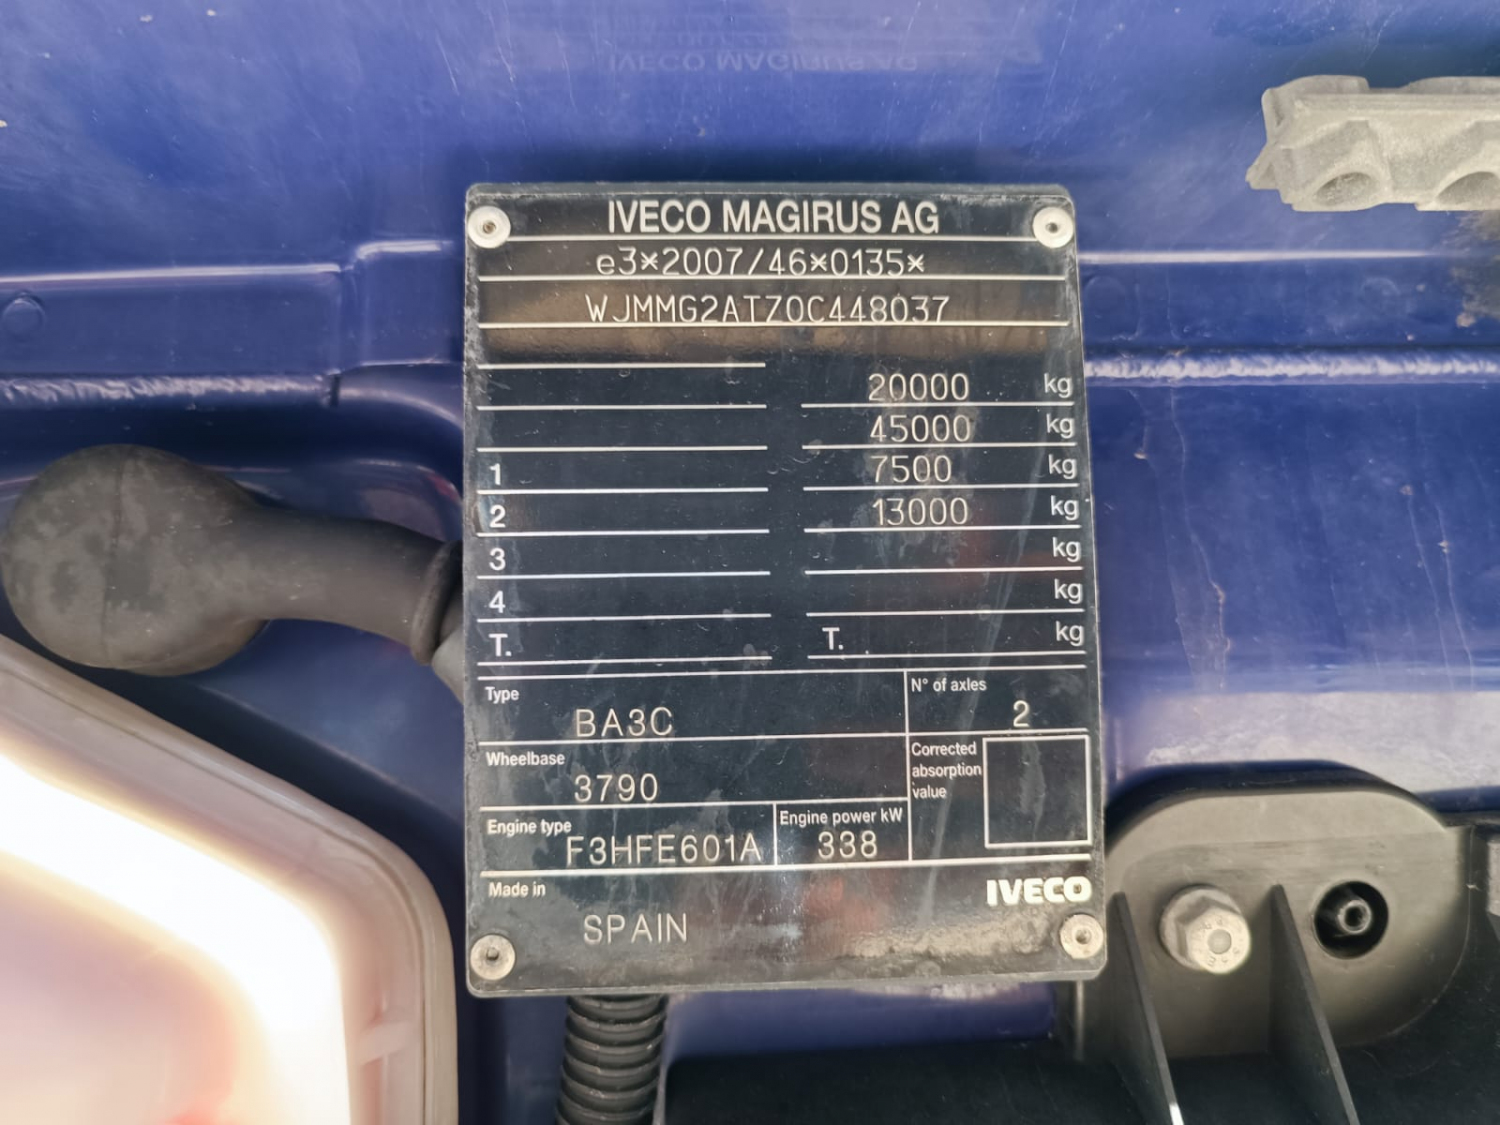 IVECO MAGIRUS AG
e3*2007/46*0135*
WJMMG2ATZ0C448037
20000 kg
45000 kg
1 7500 kg
2 13000 kg
3 kg
4 kg
T. T. kg
Type
BA3C
N° of axles
2
Wheelbase
3790
Corrected
absorption
value
Engine type
F3HFE601A
Engine power kW
338
Made in
SPAIN
IVECO